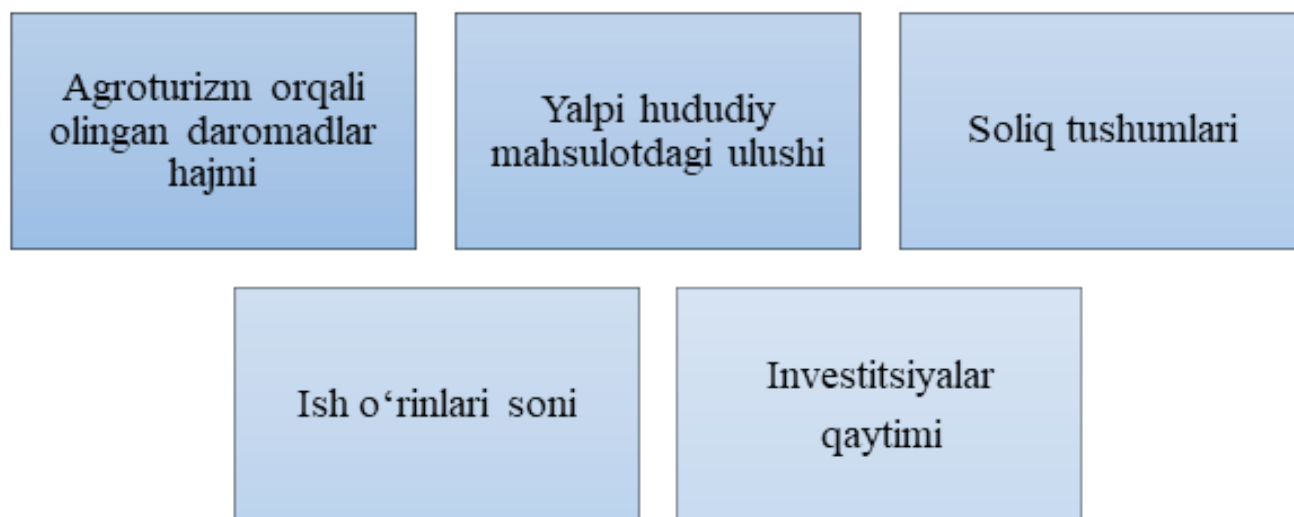 Agroturizm orqali
olingan daromadlar
hajmi
Yalpi hududiy
mahsulotdagi ulushi
Soliq tushumlari
Ish o‘rinlari soni
Investitsiyalar
qaytimi